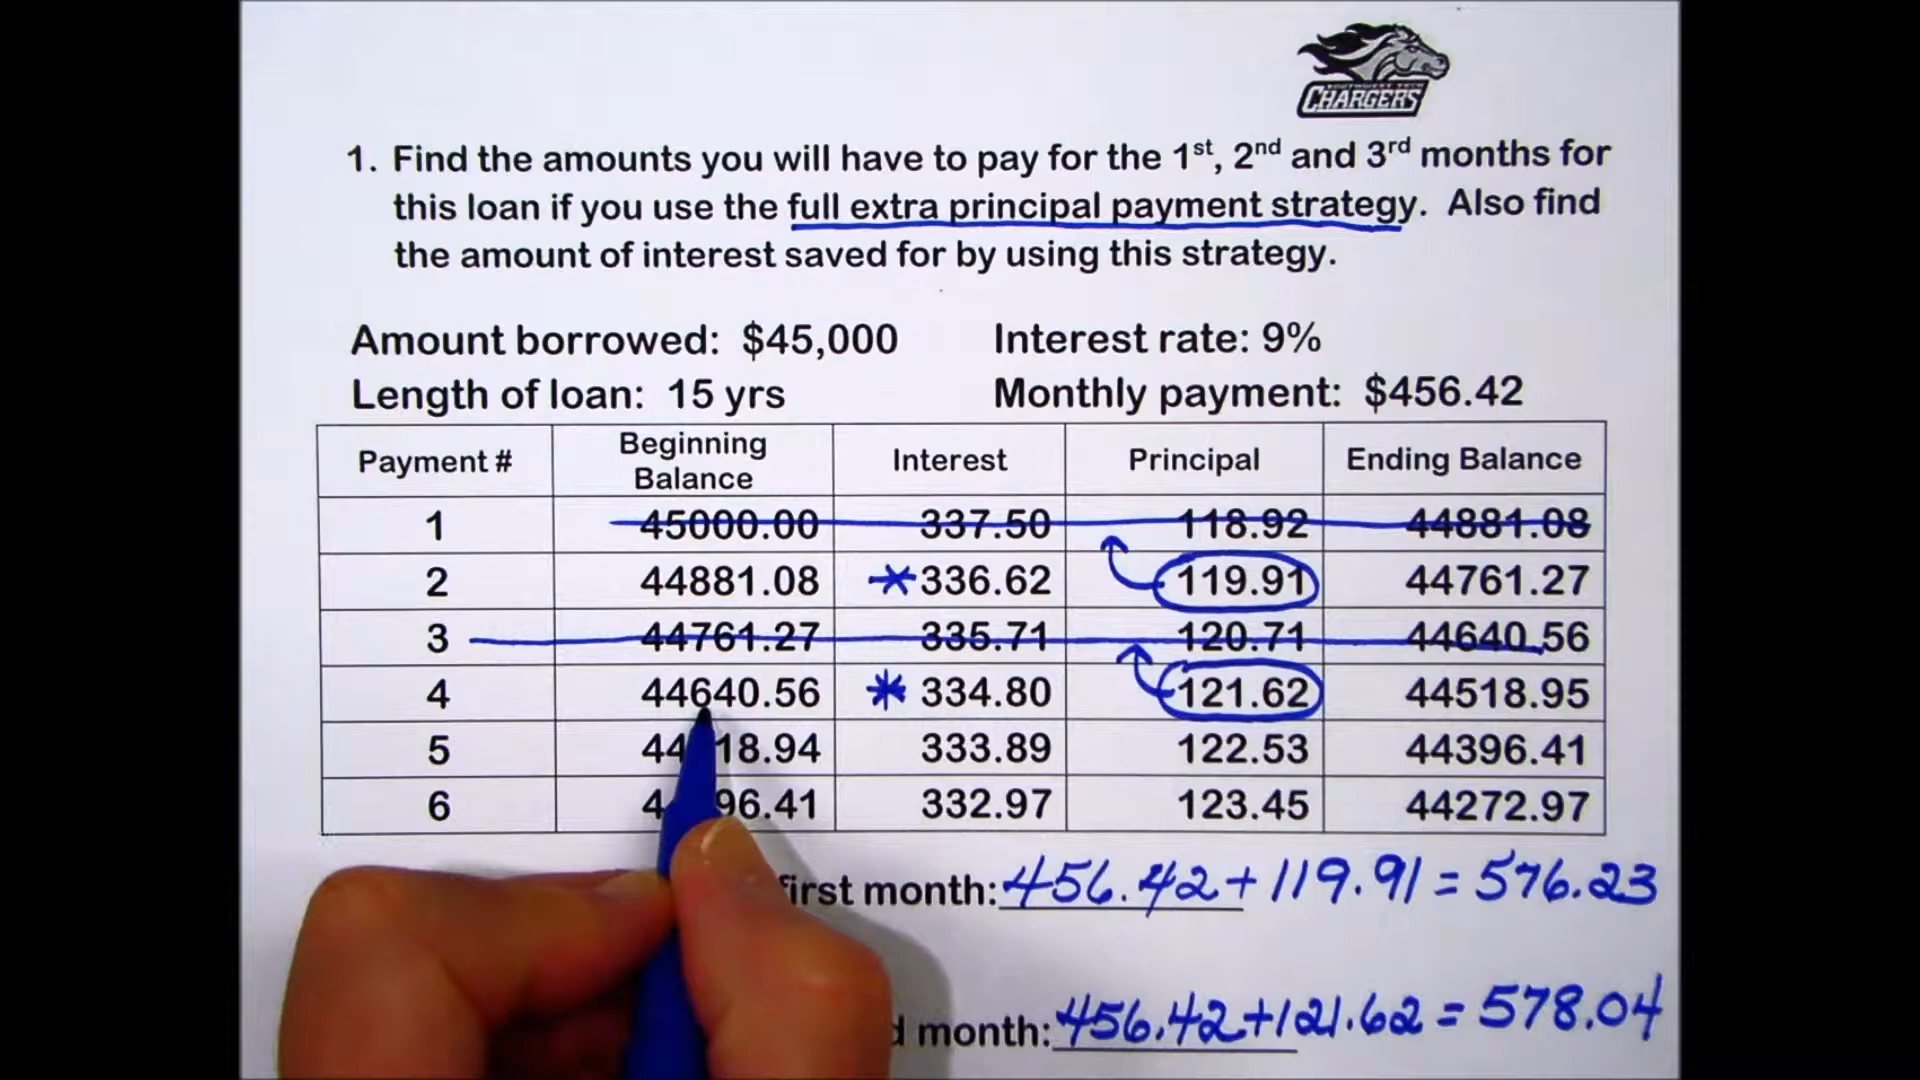 CHARGERS
1. Find the amounts you will have to pay for the 1st, 2nd and 3rd months for
this loan if you use the full extra principal payment strategy. Also find
the amount of interest saved for by using this strategy.
Amount borrowed: $45,000 Interest rate: 9%
Length of loan: 15 yrs Monthly payment: $456.42
Payment # Beginning Balance Interest Principal Ending Balance
1 45000.00 337.50 118.92 44881.08
2 44881.08 336.62 119.91 44761.27
3 44761.27 335.71 120.71 44640.56
4 44640.56 334.80 121.62 44518.95
5 333.89 122.53 44396.41
6 332.97 123.45 44272.97
first month: 456.42 + 119.91 = 576.23
month: 456.42 + 121.62 = 578.04